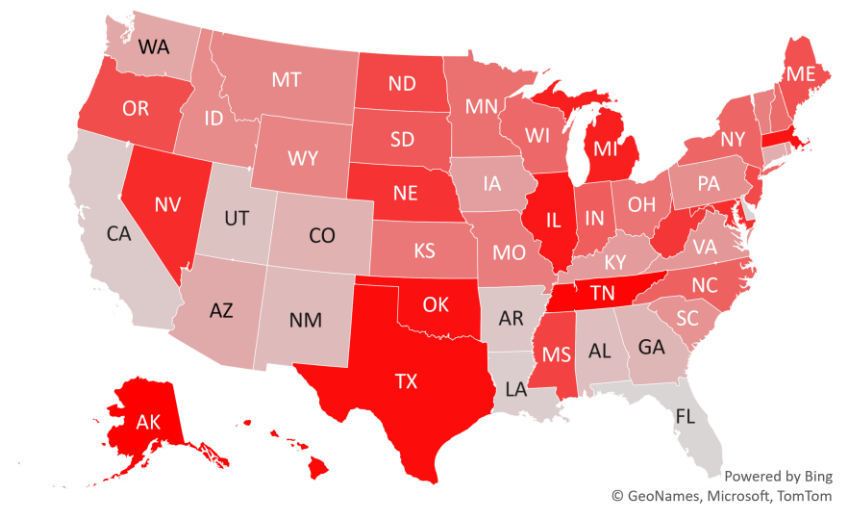 WA
MT
ND
MN
ME
OR
ID
SD
WI
MI
NY
WY
NV
NE
IA
PA
UT
CO
IL
IN
OH
CA
KS
MO
KY
VA
AZ
NM
OK
AR
TN
NC
SC
TX
MS
AL
GA
LA
FL
AK
Powered by Bing
© GeoNames, Microsoft, TomTom